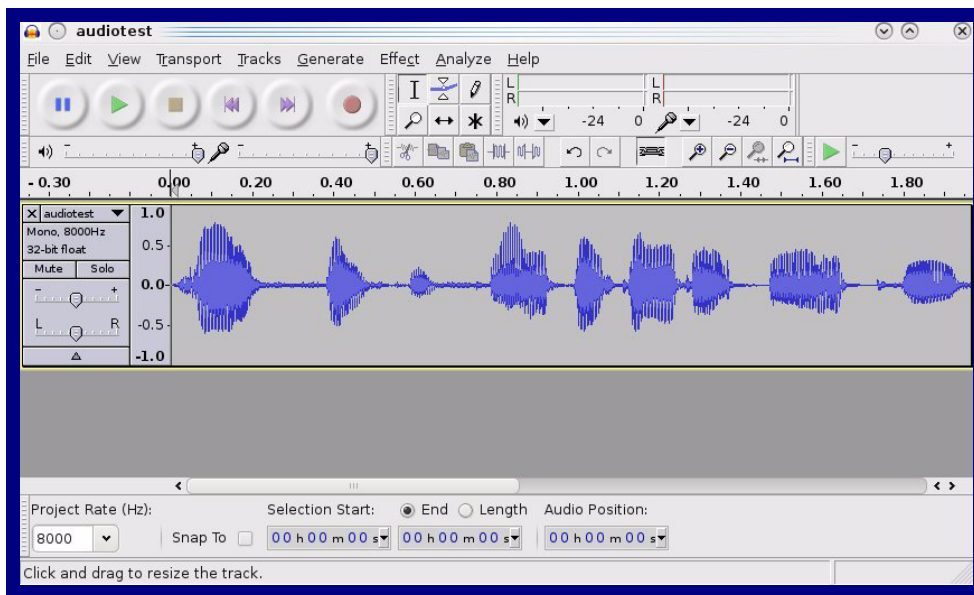 audiotest
File Edit View Transport Tracks Generate Effect Analyze Help
L
R
L
R
-24 0
-24 0
- +
- 0.30 0.00 0.20 0.40 0.60 0.80 1.00 1.20 1.40 1.60 1.80
X audiotest 1.0
Mono, 8000Hz
32-bit float 0.5
Mute Solo
- + 0.0
L R -0.5
-1.0
Project Rate (Hz): Selection Start: End Length Audio Position:
8000 Snap To 00 h 00 m 00 s 00 h 00 m 00 s 00 h 00 m 00 s
Click and drag to resize the track.